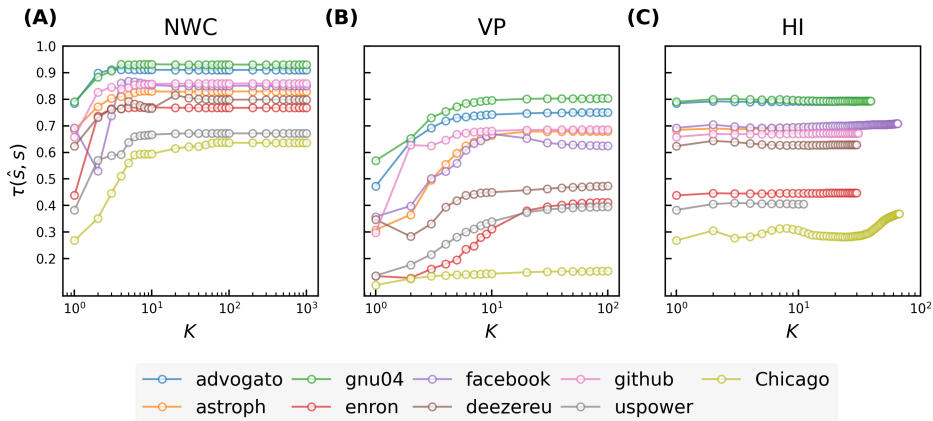 (A) NWC (B) VP (C) HI
1.0
0.9
0.8
0.7
0.6
0.5
0.4
0.3
0.2
τ(ŝ, s)
10⁰ 10¹ 10² 10³ 10⁰ 10¹ 10² 10⁰ 10¹ 10²
K K K
advogato gnu04 facebook github Chicago
astroph enron deezereu uspower